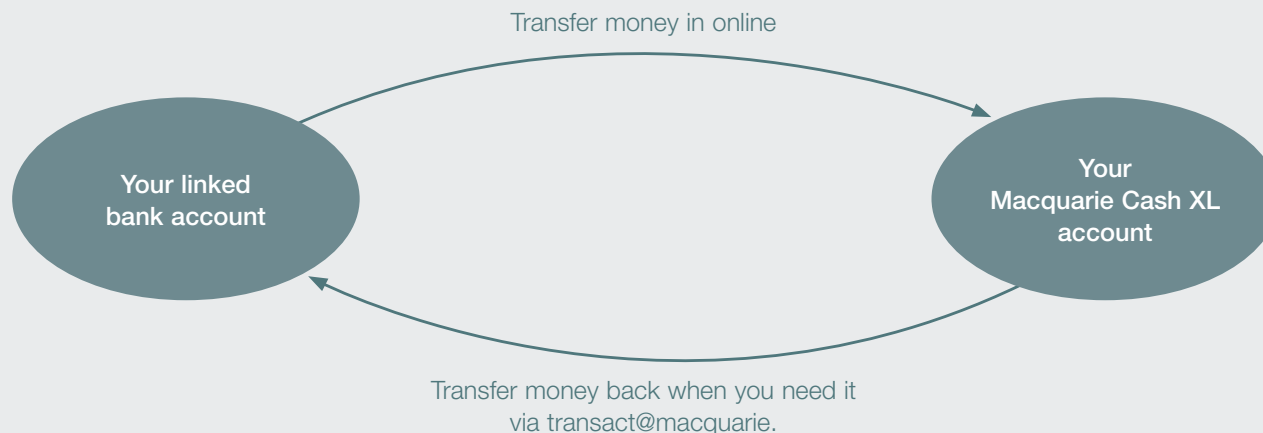 Transfer money in online
Your linked
bank account
Your
Macquarie Cash XL
account
Transfer money back when you need it
via transact@macquarie.